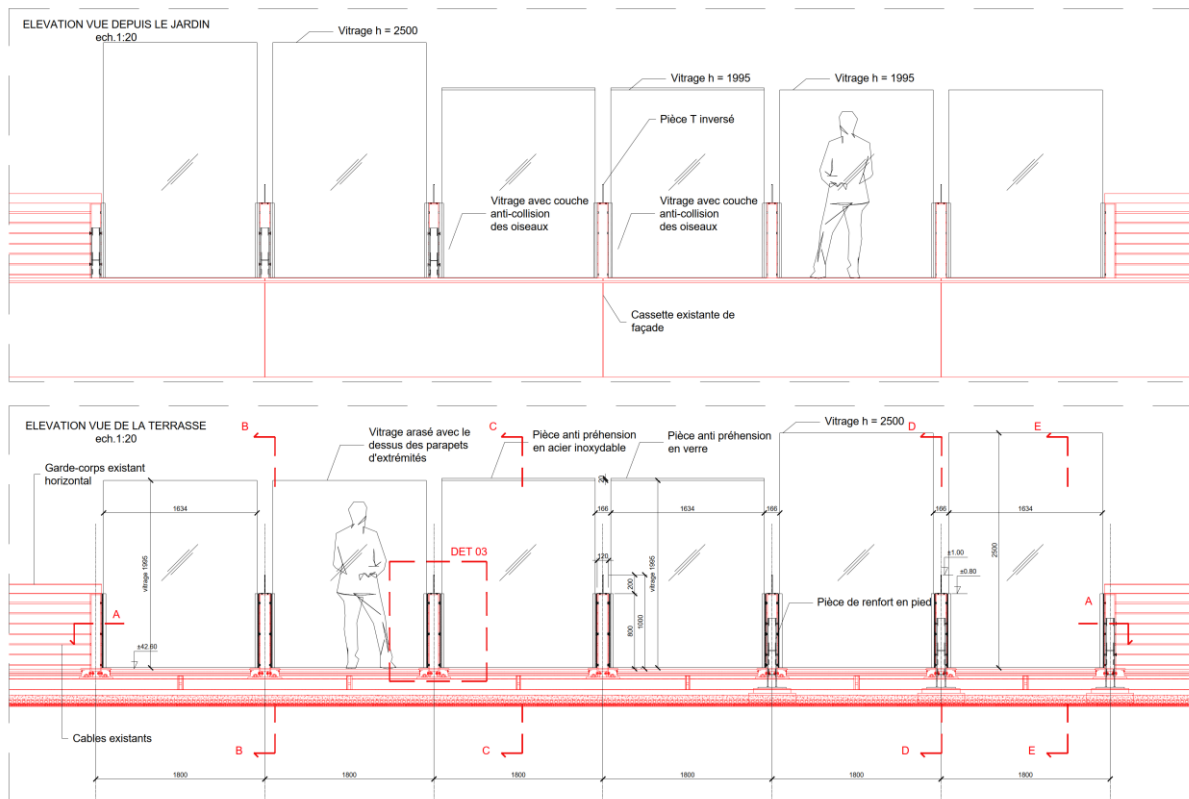 ELEVATION VUE DEPUIS LE JARDIN
ech.1:20
Vitrage h = 2500
Vitrage h = 1995
Vitrage h = 1995
Pièce T inversé
Vitrage avec couche
anti-collision
des oiseaux
Vitrage avec couche
anti-collision
des oiseaux
Cassette existante de
façade
ELEVATION VUE DE LA TERRASSE
ech.1:20
B
Vitrage arasé avec le
dessus des parapets
d'extrémités
C
Pièce anti préhension
en acier inoxydable
Pièce anti préhension
en verre
Vitrage h = 2500
D
E
Garde-corps existant
horizontal
20
1634
166
1634
166
166
1634
vitrage 1995
vitrage 1995
2500
DET 03
120
200
800
1000
±1.00
±0.80
Pièce de renfort en pied
A
A
±42.60
Cables existants
B
C
D
E
1800
1800
1800
1800
1800
1800